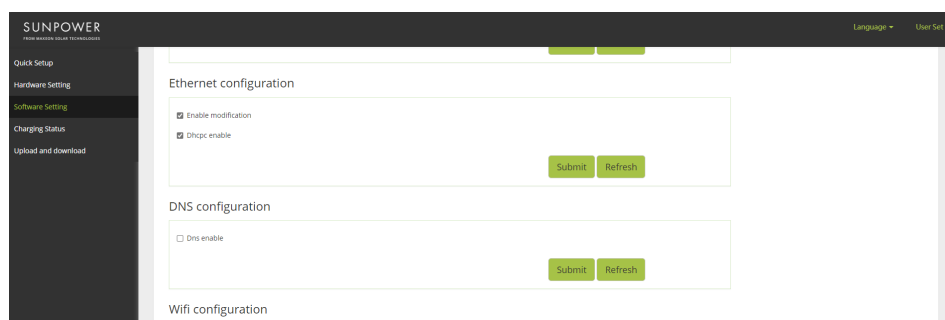 SUNPOWER
FROM MAXEON SOLAR TECHNOLOGIES
Language
User Set
Quick Setup
Hardware Setting
Software Setting
Charging Status
Upload and download
Ethernet configuration
Enable modification
Dhcpc enable
Submit Refresh
DNS configuration
Dns enable
Submit Refresh
Wifi configuration